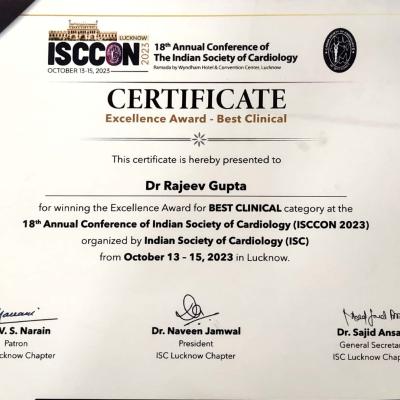 LUCKNOW
ISCCON 2023
OCTOBER 13-15, 2023
18th Annual Conference of
The Indian Society of Cardiology
Ramada by Wyndham Hotel & Convention Center, Lucknow
CERTIFICATE
Excellence Award - Best Clinical
This certificate is hereby presented to
Dr Rajeev Gupta
for winning the Excellence Award for BEST CLINICAL category at the
18th Annual Conference of Indian Society of Cardiology (ISCCON 2023)
organized by Indian Society of Cardiology (ISC)
from October 13 – 15, 2023 in Lucknow.
V. S. Narain
Patron
cknow Chapter
Dr. Naveen Jamwal
President
ISC Lucknow Chapter
Dr. Sajid Ansa
General Secreta
ISC Lucknow Chapt